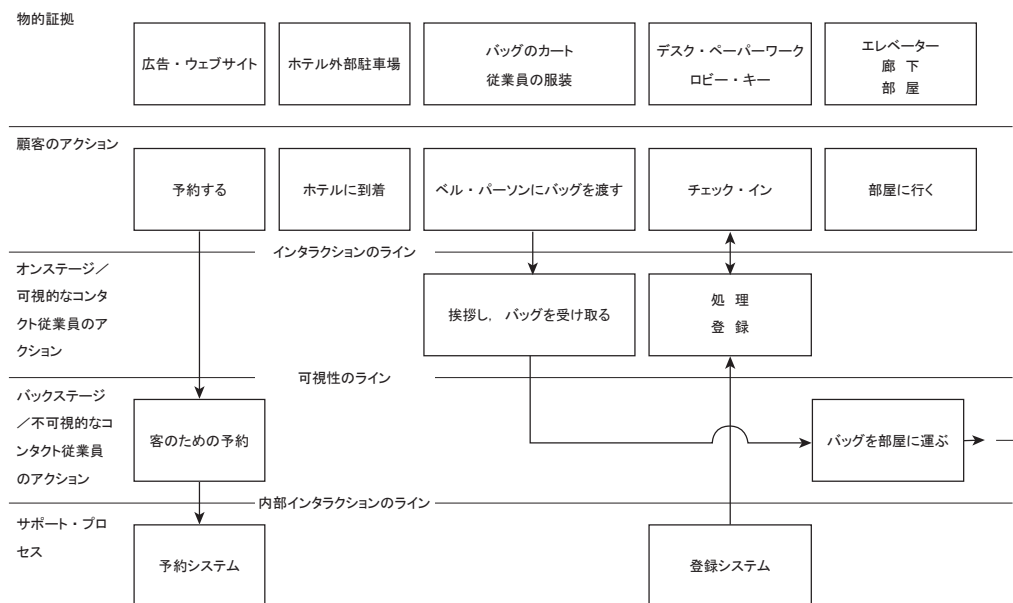 物的証拠
広告・ウェブサイト
ホテル外部駐車場
バッグのカート
従業員の服装
デスク・ペーパーワーク
ロビー・キー
エレベーター
廊 下
部 屋
顧客のアクション
予約する
ホテルに到着
ベル・パーソンにバッグを渡す
チェック・イン
部屋に行く
インタラクションのライン
オンステージ／
可視的なコンタ
クト従業員のア
クション
挨拶し，バッグを受け取る
処 理
登 録
可視性のライン
バックステージ
／不可視的なコ
ンタクト従業員
のアクション
客のための予約
バッグを部屋に運ぶ
内部インタラクションのライン
サポート・プロ
セス
予約システム
登録システム